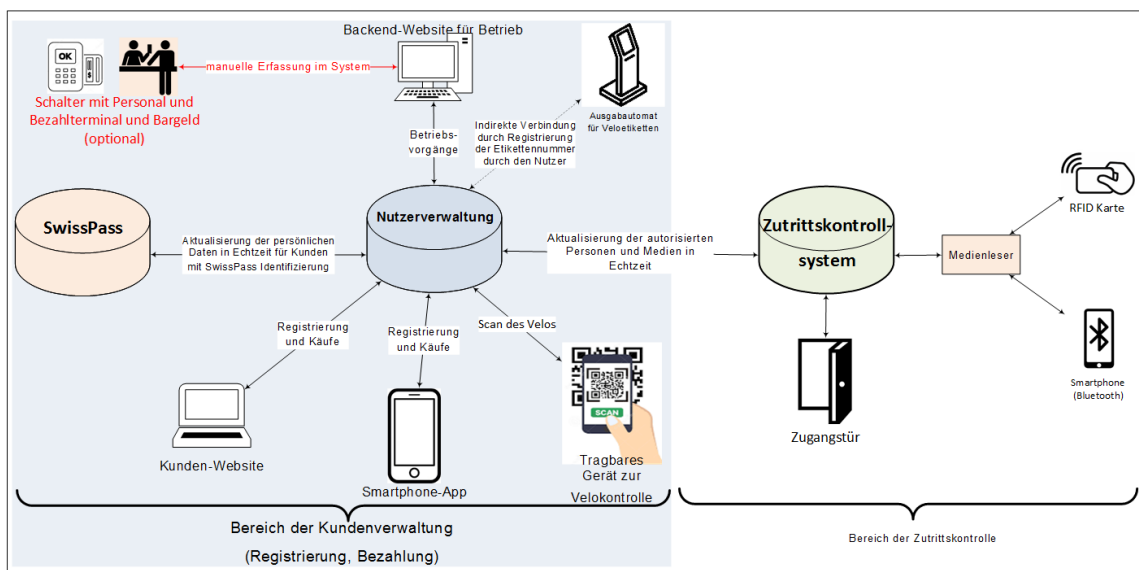 Backend-Website für Betrieb
OK
$
manuelle Erfassung im System
Schalter mit Personal und
Bezahlterminal und Bargeld
(optional)
Ausgabautomat
für Veloetiketten
Betriebs-
vorgänge
Indirekte Verbindung
durch Registrierung
der Etikettennummer
durch den Nutzer
SwissPass
Nutzerverwaltung
Zutrittskontroll-
system
RFID Karte
Medienleser
Aktualisierung der persönlichen
Daten in Echtzeit für Kunden
mit SwissPass Identifizierung
Aktualisierung der autorisierten
Personen und Medien in
Echtzeit
Registrierung
und Käufe
Registrierung
und Käufe
Scan des Velos
SCAN
Smartphone
(Bluetooth)
Zugangstür
Kunden-Website
Smartphone-App
Tragbares
Gerät zur
Velokontrolle
Bereich der Kundenverwaltung
(Registrierung, Bezahlung)
Bereich der Zutrittskontrolle